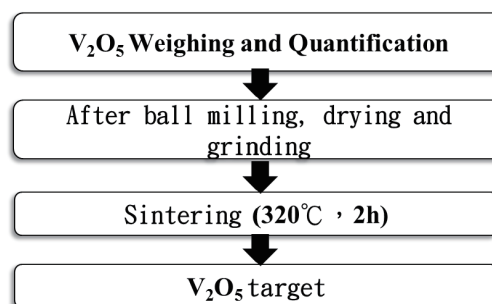 V₂O₅ Weighing and Quantification
After ball milling, drying and
grinding
Sintering (320℃，2h)
V₂O₅ target